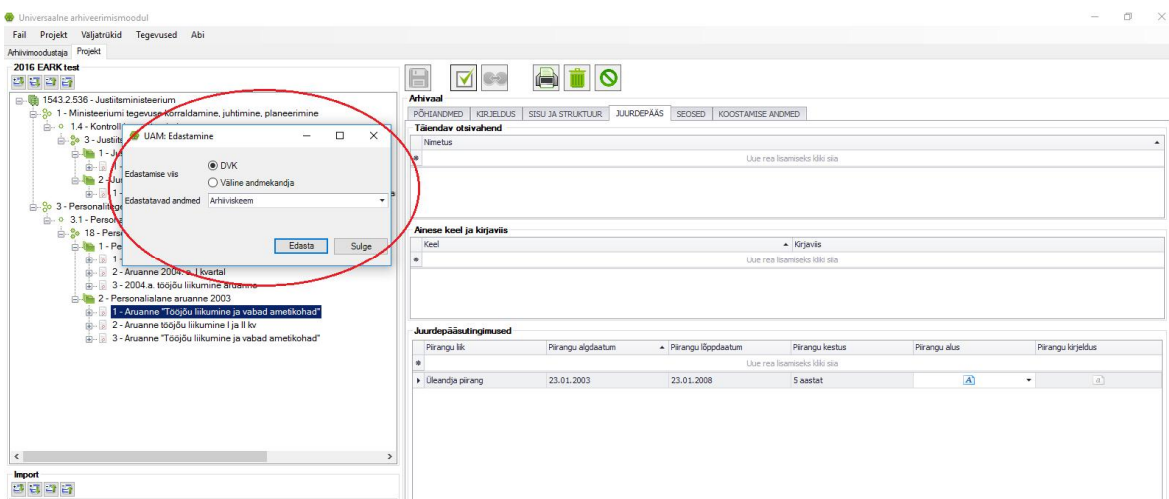 Universaalne arhiveerimismoodul
Fail Projekt Väljatrükid Tegevused Abi
Arhiivimoodustaja Projekt
2016 EARK test
1543.2.536 - Justiitsministeerium
1 - Ministeeriumi tegevuse korraldamine, juhtimine, planeerimine
1.4 - Kontroll
3 - Justiits
1 - Ju
1 -
2 - Ju
1 -
3 - Personalitege
3.1 - Persona
18 - Perso
1 - Pe
1 -
2 - Aruanne 2004. a. I kvartal
3 - 2004.a. tööjõu liikumine aruanne
2 - Personalialane aruanne 2003
1 - Aruanne "Tööjõu liikumine ja vabad ametikohad"
2 - Aruanne tööjõu liikumine I ja II kv
3 - Aruanne "Tööjõu liikumine ja vabad ametikohad"
Import
UAM: Edastamine
Edastamise viis
DVK
Väline andmekandja
Edastatavad andmed Arhiiviskeem
Edasta Sulge
Arhivaal
PÕHIANDMED KIRJELDUS SISU JA STRUKTUUR JUURDEPÄÄS SEOSED KOOSTAMISE ANDMED
Täiendav otsivahend
Nimetus
Uue rea lisamiseks kliki siia
Ainese keel ja kirjaviis
Keel Kirjaviis
Uue rea lisamiseks kliki siia
Juurdepääsutingimused
Piirangu liik Piirangu algdaatum Piirangu lõppdaatum Piirangu kestus Piirangu alus Piirangu kirjeldus
Uue rea lisamiseks kliki siia
Üleandja piirang 23.01.2003 23.01.2008 5 aastat